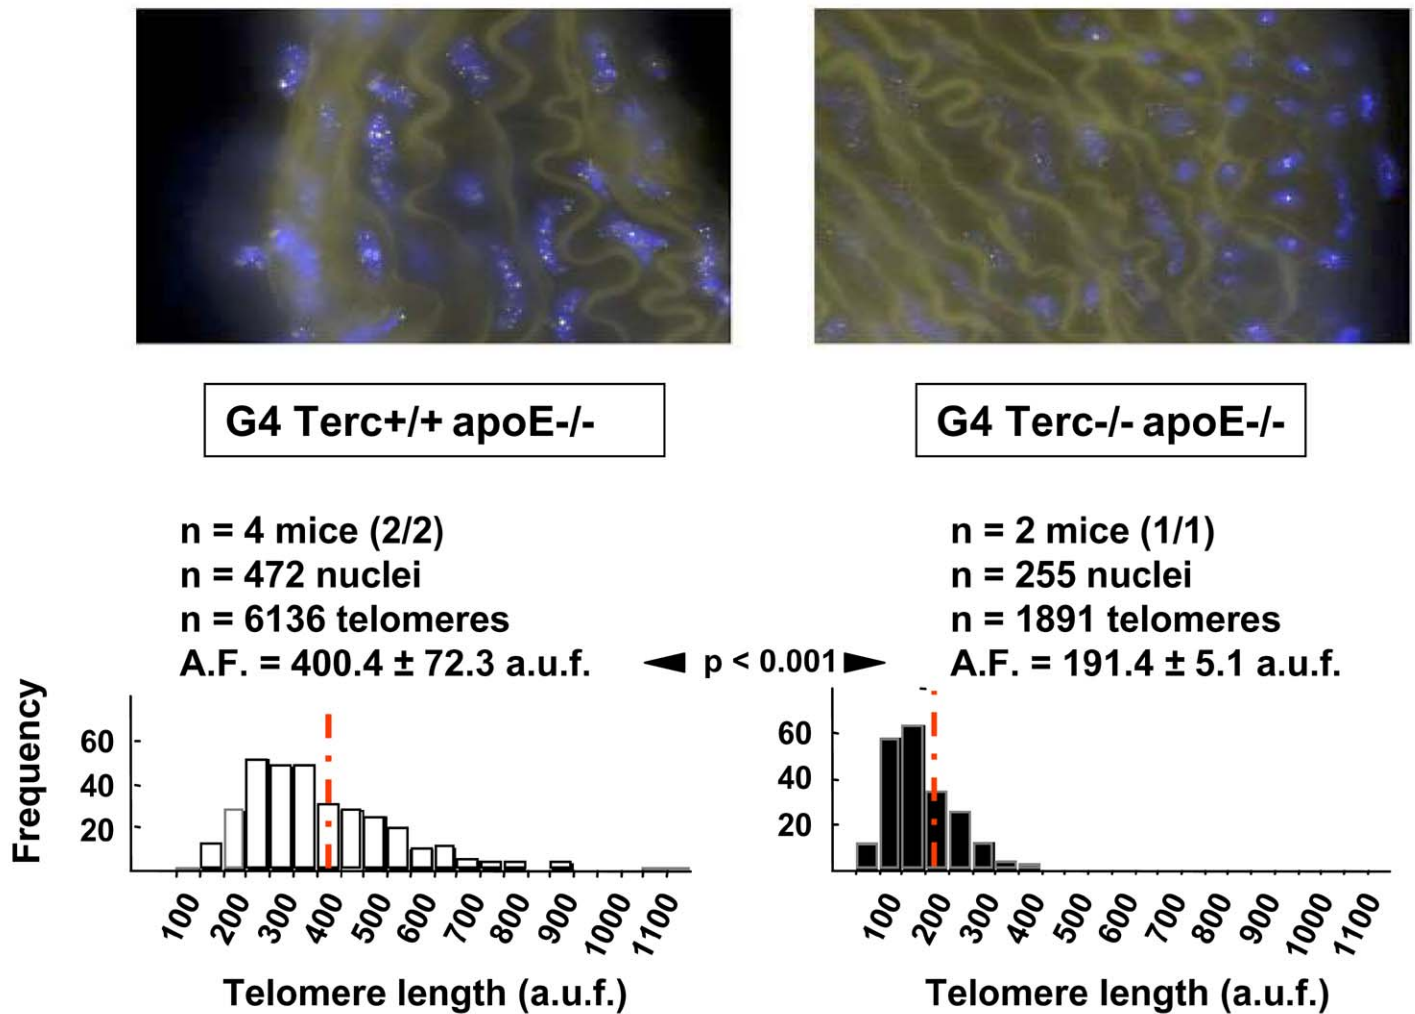 G4 Terc+/+ apoE-/-
n = 4 mice (2/2)
n = 472 nuclei
n = 6136 telomeres
A.F. = 400.4 ± 72.3 a.u.f.
G4 Terc-/- apoE-/-
n = 2 mice (1/1)
n = 255 nuclei
n = 1891 telomeres
A.F. = 191.4 ± 5.1 a.u.f.
p < 0.001
Frequency
60
40
20
100 200 300 400 500 600 700 800 900 1000 1100
Telomere length (a.u.f.)
60
40
20
100 200 300 400 500 600 700 800 900 1000 1100
Telomere length (a.u.f.)